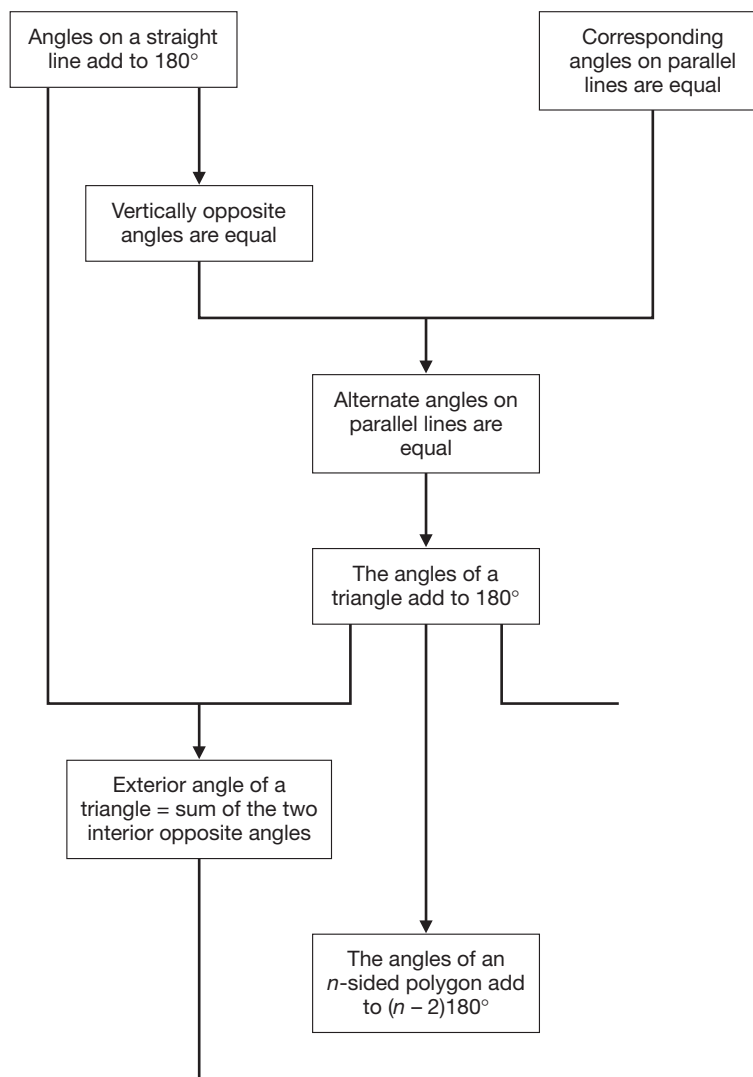 Angles on a straight
line add to 180°
Corresponding
angles on parallel
lines are equal
Vertically opposite
angles are equal
Alternate angles on
parallel lines are
equal
The angles of a
triangle add to 180°
Exterior angle of a
triangle = sum of the two
interior opposite angles
The angles of an
n-sided polygon add
to (n – 2)180°